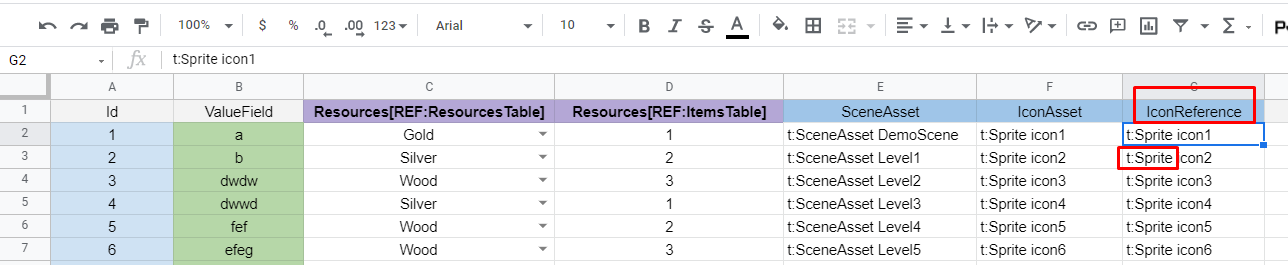 100% $ % .0 .00 123 Arial 10 B I S A Σ
G2 fx t:Sprite icon1
A B C D E F G
1 Id ValueField Resources[REF:ResourcesTable] Resources[REF:ItemsTable] SceneAsset IconAsset IconReference
2 1 a Gold 1 t:SceneAsset DemoScene t:Sprite icon1 t:Sprite icon1
3 2 b Silver 2 t:SceneAsset Level1 t:Sprite icon2 t:Sprite icon2
4 3 dwdw Wood 3 t:SceneAsset Level2 t:Sprite icon3 t:Sprite icon3
5 4 dwwd Silver 1 t:SceneAsset Level3 t:Sprite icon4 t:Sprite icon4
6 5 fef Wood 2 t:SceneAsset Level4 t:Sprite icon5 t:Sprite icon5
7 6 efeg Wood 3 t:SceneAsset Level5 t:Sprite icon6 t:Sprite icon6